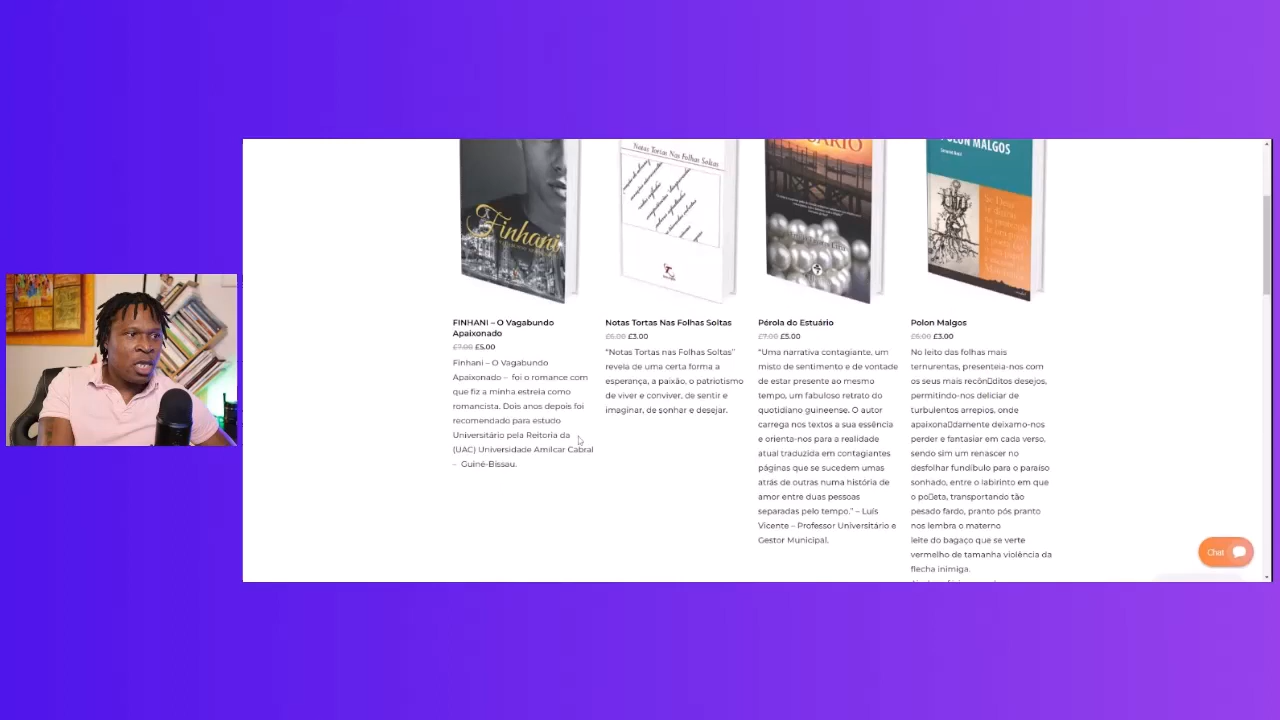 Finhani
Notas Tortas Nas Folhas Soltas
POLON MALGOS
FINHANI – O Vagabundo
Apaixonado
£7.00 £5.00
Finhani – O Vagabundo
Apaixonado – foi o romance com
que fiz a minha estreia como
romancista. Dois anos depois foi
recomendado para estudo
Universitário pela Reitoria da
(UAC) Universidade Amílcar Cabral
– Guiné-Bissau.
Notas Tortas Nas Folhas Soltas
£5.00 £3.00
“Notas Tortas nas Folhas Soltas”
revela de uma certa forma a
esperança, a paixão, o patriotismo
de viver e conviver, de sentir e
imaginar, de sonhar e desejar.
Pérola do Estuário
£7.00 £5.00
“Uma narrativa contagiante, um
misto de sentimento e de vontade
de estar presente ao mesmo
tempo, um fabuloso retrato do
quotidiano guineense. O autor
carrega nos textos a sua essência
e orienta-nos para a realidade
atual traduzida em contagiantes
páginas que se sucedem umas
atrás de outras numa história de
amor entre duas pessoas
separadas pelo tempo.” – Luís
Vicente – Professor Universitário e
Gestor Municipal.
Polon Malgos
£5.00 £3.00
No leito das folhas mais
ternurentas, presenteia-nos com
os seus mais recôn▯ditos desejos,
permitindo-nos deliciar de
turbulentos arrepios, onde
apaixona▯damente deixamo-nos
perder e fantasiar em cada verso,
sendo sim um renascer no
desfolhar fundíbulo para o paraíso
sonhado, entre o labirinto em que
o po▯eta, transportando tão
pesado fardo, pranto pós pranto
nos lembra o materno
leite do bagaço que se verte
vermelho de tamanha violência da
flecha inimiga.
Chat